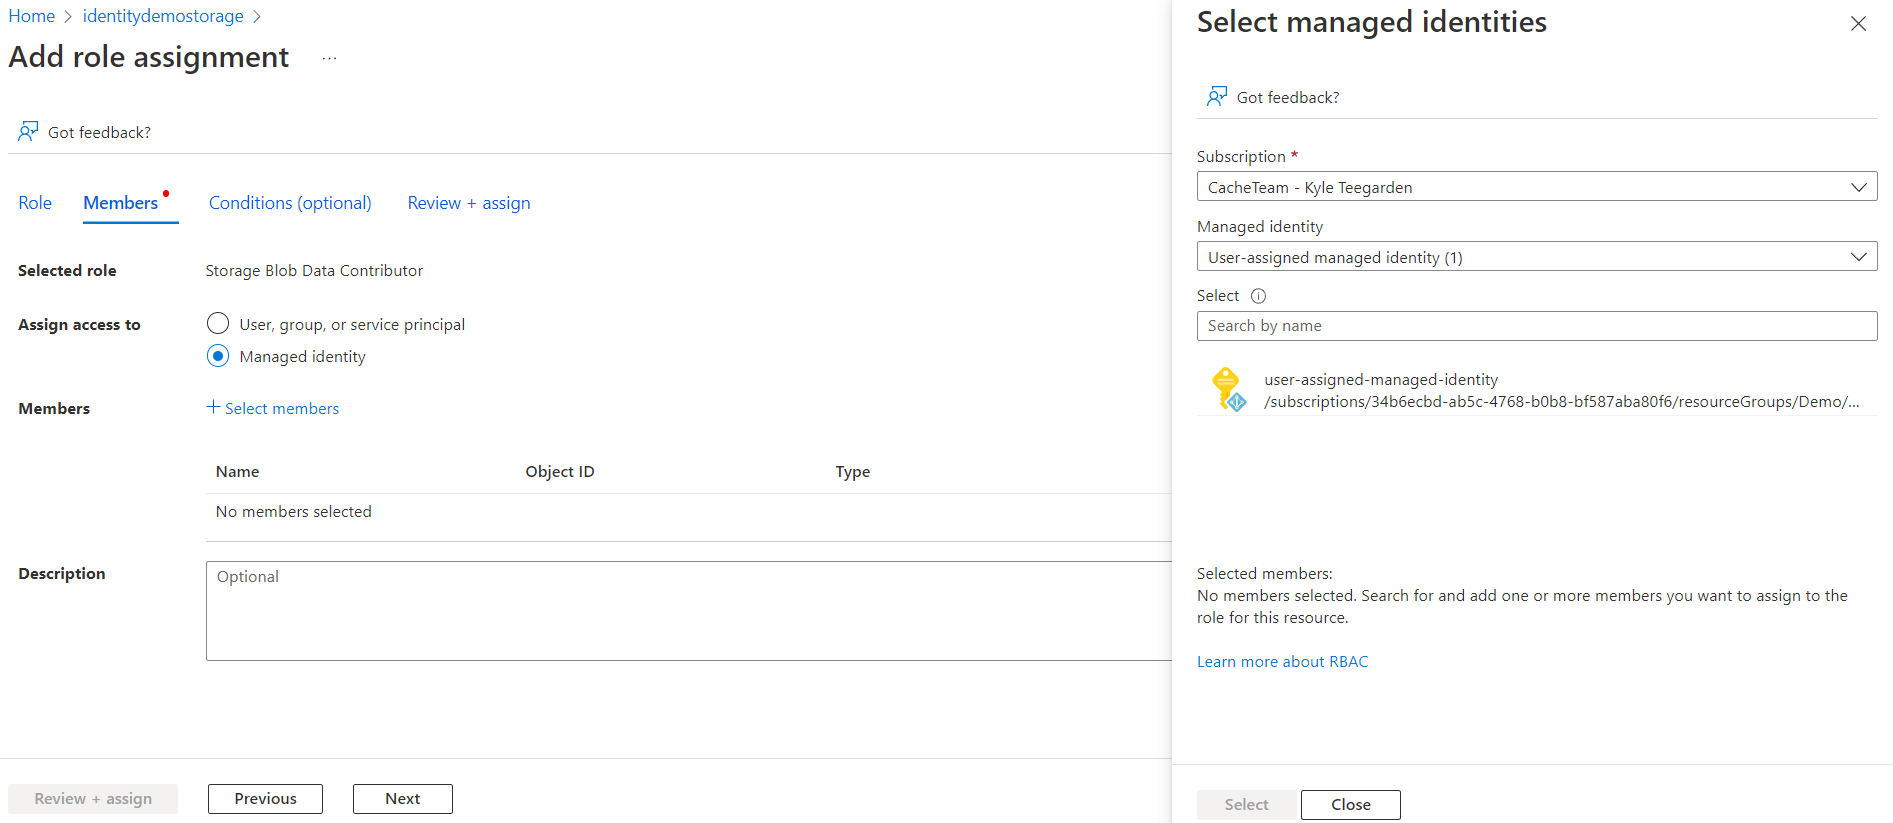 Home > identitydemostorage >
Add role assignment ...
Got feedback?
Role Members Conditions (optional) Review + assign
Selected role Storage Blob Data Contributor
Assign access to User, group, or service principal
Managed identity
Members + Select members
Name Object ID Type
No members selected
Description Optional
Review + assign Previous Next
Select managed identities
Got feedback?
Subscription *
CacheTeam - Kyle Teegarden
Managed identity
User-assigned managed identity (1)
Select
Search by name
user-assigned-managed-identity
/subscriptions/34b6ecbd-ab5c-4768-b0b8-bf587aba80f6/resourceGroups/Demo/...
Selected members:
No members selected. Search for and add one or more members you want to assign to the
role for this resource.
Learn more about RBAC
Select Close